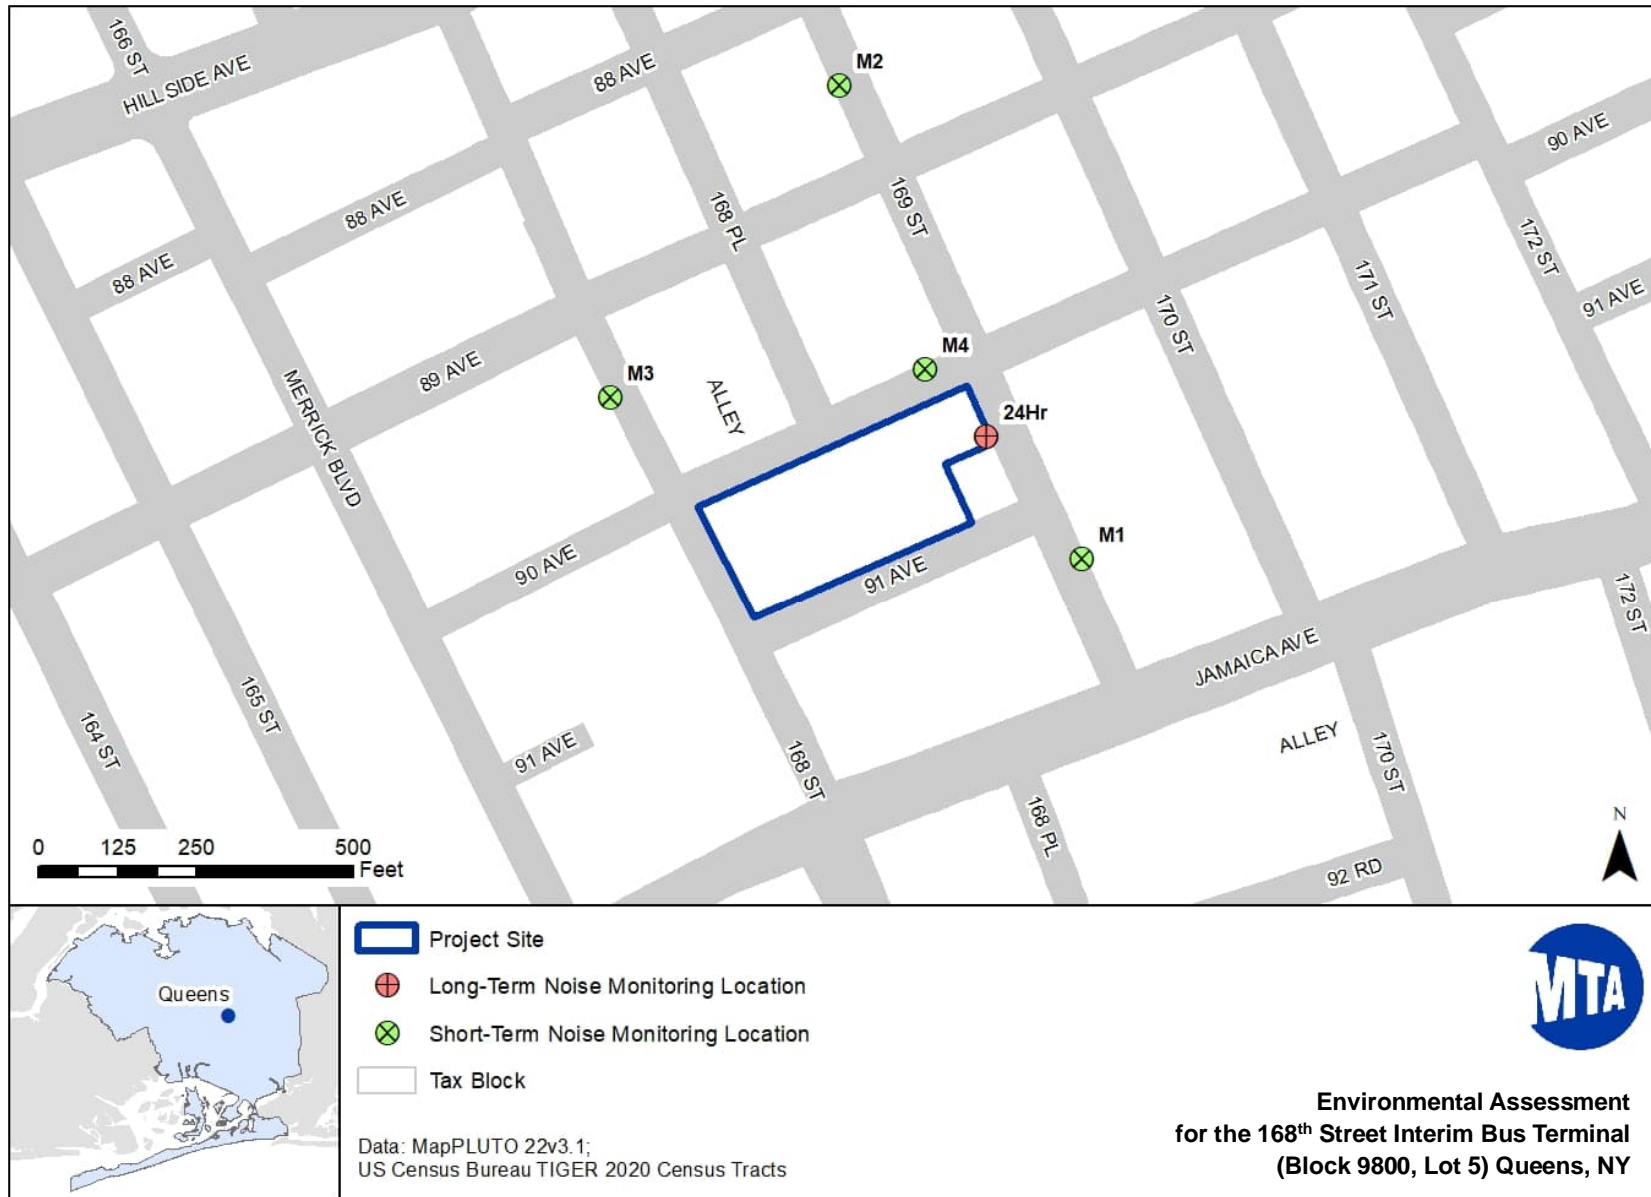 166 ST
HILL SIDE AVE
88 AVE
M2
90 AVE
88 AVE
168 PL
169 ST
172 ST
88 AVE
171 ST
91 AVE
170 ST
M4
89 AVE
M3
ALLEY
MERRICK BLVD
24Hr
M1
90 AVE
91 AVE
172 ST
JAMAICA AVE
165 ST
164 ST
91 AVE
168 ST
ALLEY
170 ST
168 PL
92 RD
N
0 125 250 500
Feet
Queens
Project Site
Long-Term Noise Monitoring Location
Short-Term Noise Monitoring Location
Tax Block
Data: MapPLUTO 22v3.1;
US Census Bureau TIGER 2020 Census Tracts
MTA
Environmental Assessment
for the 168th Street Interim Bus Terminal
(Block 9800, Lot 5) Queens, NY